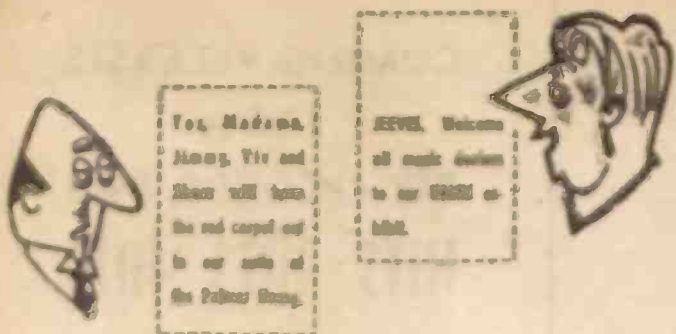 Yes, Madame,
Jimmy, Viv and
will have
the red carpet out
in our suite at
the Palmer House.
JEEVES, Welcome
all music dealers
to our ex-
hibit.